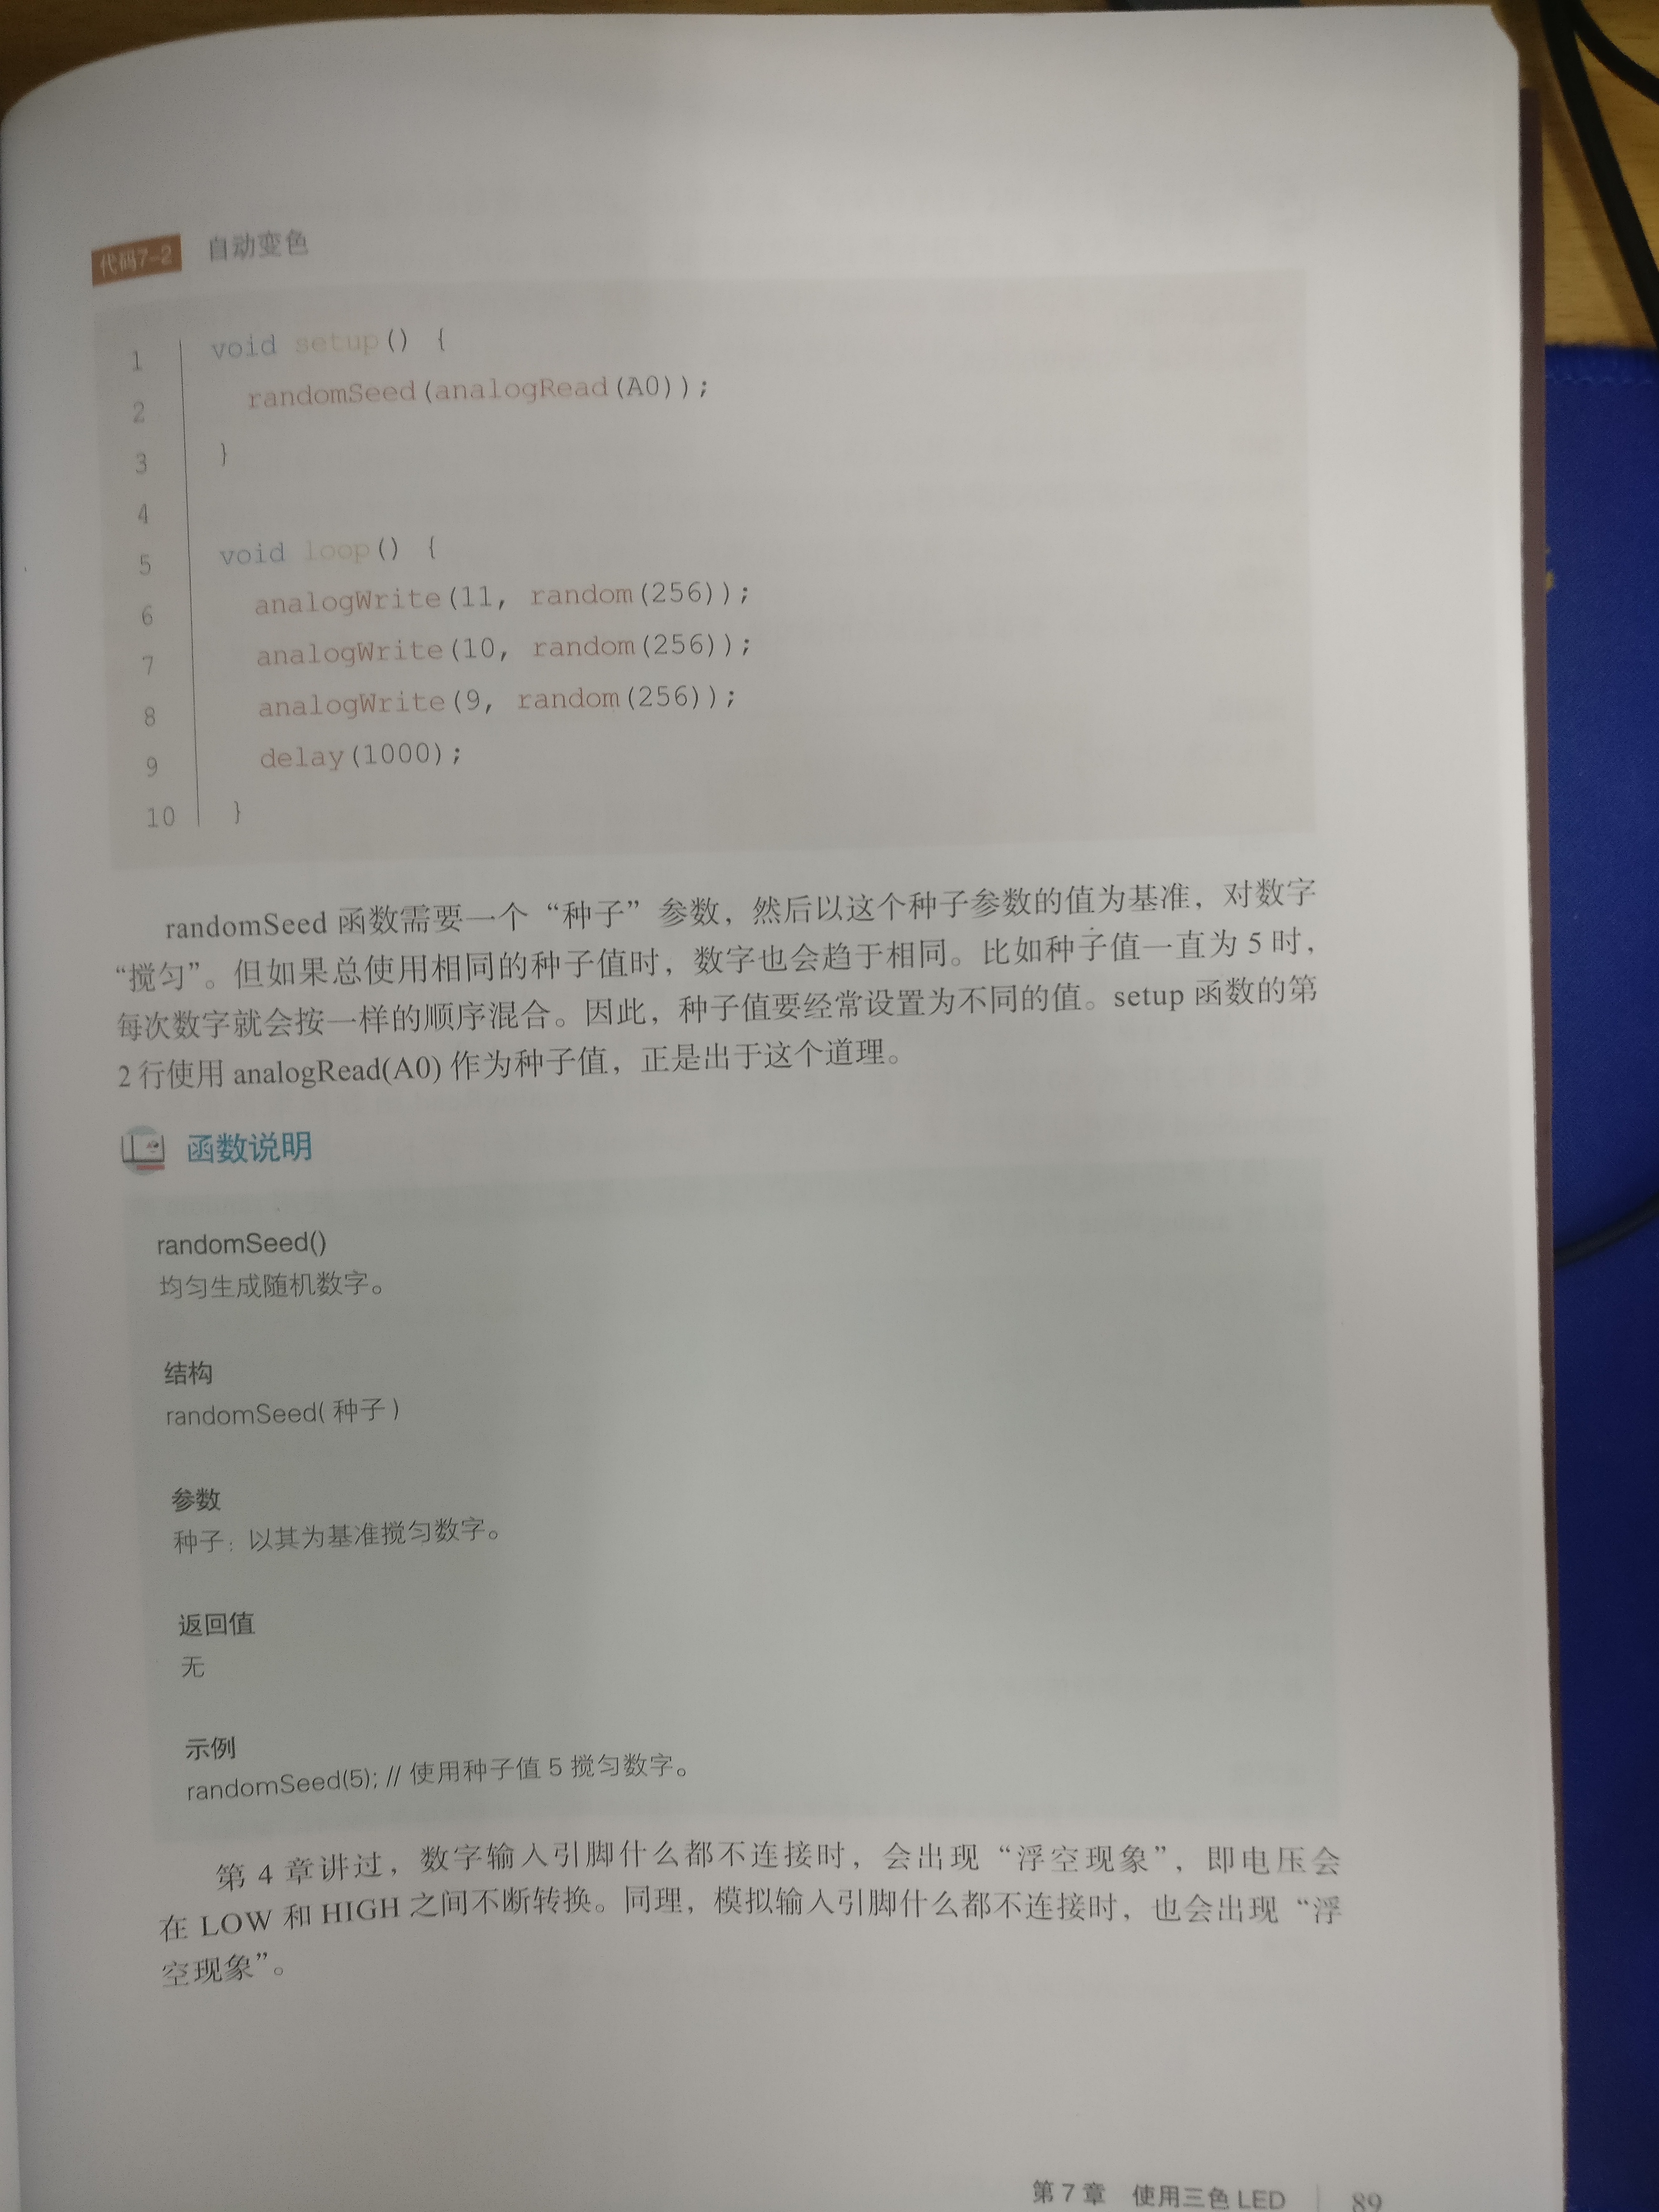 代码7-2 自动变色
1 void setup() {
2 randomSeed(analogRead(A0));
3 }
4
5 void loop() {
6 analogWrite(11, random(256));
7 analogWrite(10, random(256));
8 analogWrite(9, random(256));
9 delay(1000);
10 }
randomSeed 函数需要一个“种子”参数，然后以这个种子参数的值为基准，对数字
“搅匀”。但如果总使用相同的种子值时，数字也会趋于相同。比如种子值一直为 5 时，
每次数字就会按一样的顺序混合。因此，种子值要经常设置为不同的值。setup 函数的第
2 行使用 analogRead(A0) 作为种子值，正是出于这个道理。
函数说明
randomSeed()
均匀生成随机数字。
结构
randomSeed( 种子 )
参数
种子：以其为基准搅匀数字。
返回值
无
示例
randomSeed(5); // 使用种子值 5 搅匀数字。
第 4 章讲过，数字输入引脚什么都不连接时，会出现“浮空现象”，即电压会
在 LOW 和 HIGH 之间不断转换。同理，模拟输入引脚什么都不连接时，也会出现“浮
空现象”。
第 7 章 使用三色 LED | 89